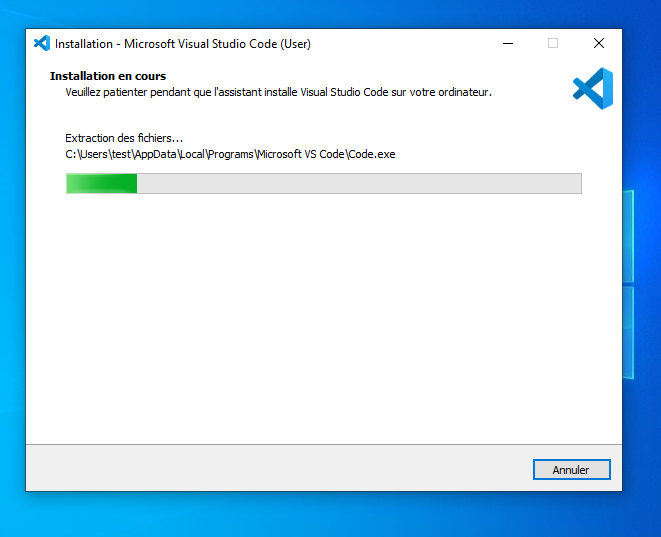 Installation - Microsoft Visual Studio Code (User)
Installation en cours
Veuillez patienter pendant que l'assistant installe Visual Studio Code sur votre ordinateur.
Extraction des fichiers...
C:\Users\test\AppData\Local\Programs\Microsoft VS Code\Code.exe
Annuler